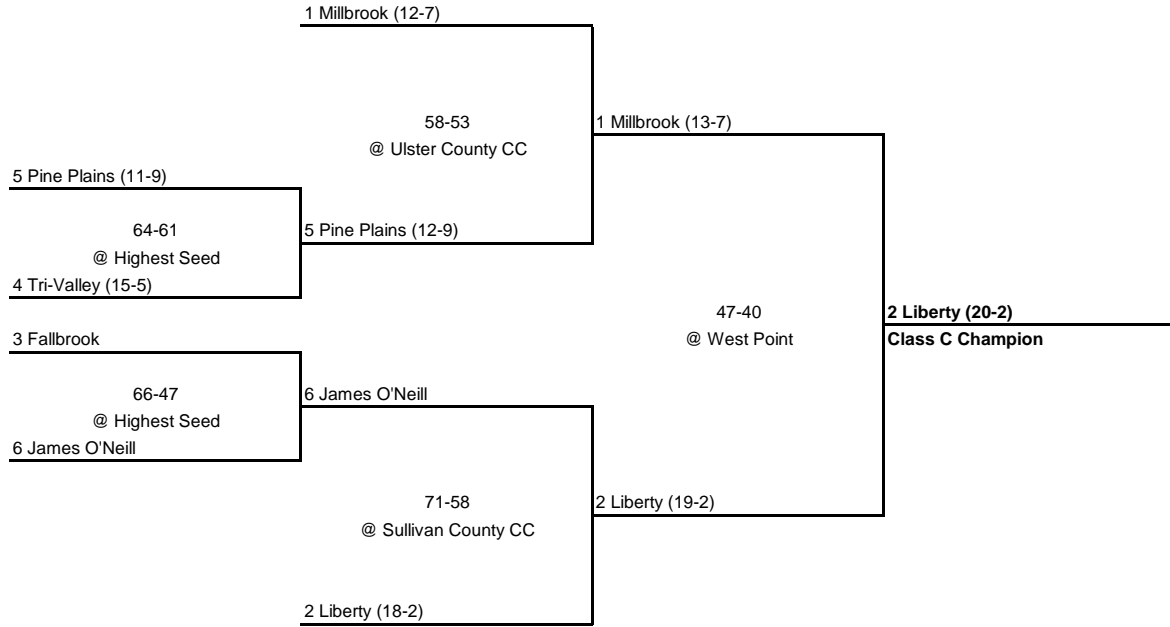 1 Millbrook (12-7)
58-53
@ Ulster County CC
1 Millbrook (13-7)
5 Pine Plains (11-9)
64-61
@ Highest Seed
5 Pine Plains (12-9)
4 Tri-Valley (15-5)
47-40
@ West Point
2 Liberty (20-2)
Class C Champion
3 Fallbrook
66-47
@ Highest Seed
6 James O'Neill
6 James O'Neill
71-58
@ Sullivan County CC
2 Liberty (19-2)
2 Liberty (18-2)